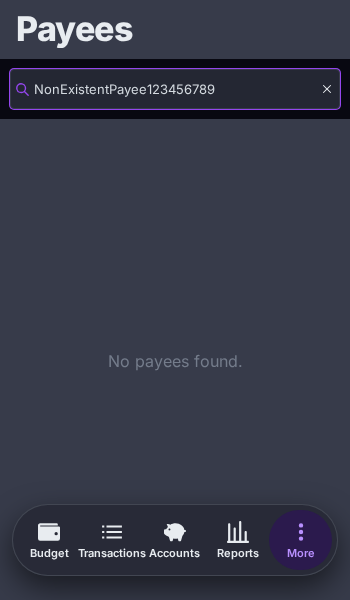 Payees
NonExistentPayee123456789
No payees found.
Budget Transactions Accounts Reports More